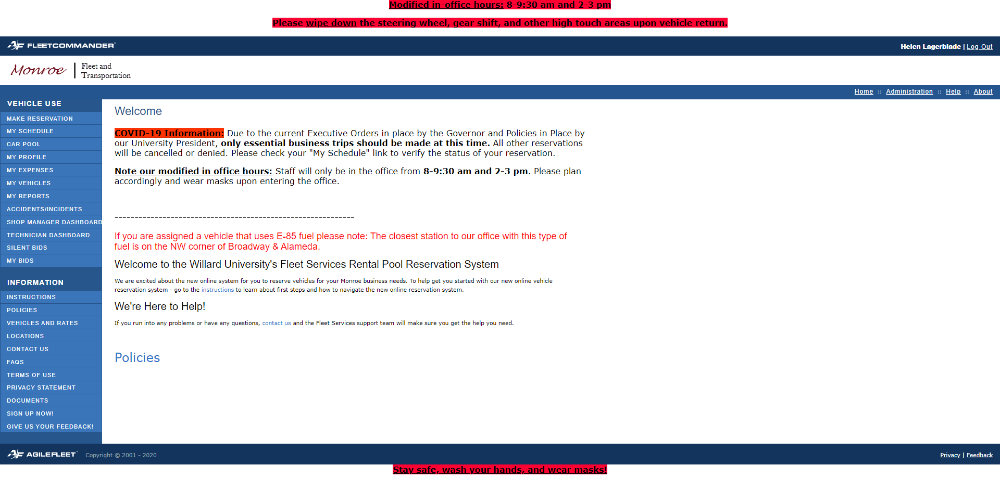 Modified in-office hours: 8-9:30 am and 2-3 pm
Please wipe down the steering wheel, gear shift, and other high touch areas upon vehicle return.
AF FLEETCOMMANDER
Helen Lagerblade | Log Out
Monroe | Fleet and
Transportation
Home :: Administration :: Help :: About
VEHICLE USE
MAKE RESERVATION
MY SCHEDULE
CAR POOL
MY PROFILE
MY EXPENSES
MY VEHICLES
MY REPORTS
ACCIDENTS/INCIDENTS
SHOP MANAGER DASHBOARD
TECHNICIAN DASHBOARD
SILENT BIDS
MY BIDS
INFORMATION
INSTRUCTIONS
POLICIES
VEHICLES AND RATES
LOCATIONS
CONTACT US
FAQS
TERMS OF USE
PRIVACY STATEMENT
DOCUMENTS
SIGN UP NOW!
GIVE US YOUR FEEDBACK!
Welcome
COVID-19 Information: Due to the current Executive Orders in place by the Governor and Policies in Place by
our University President, only essential business trips should be made at this time. All other reservations
will be cancelled or denied. Please check your "My Schedule" link to verify the status of your reservation.
Note our modified in office hours: Staff will only be in the office from 8-9:30 am and 2-3 pm. Please plan
accordingly and wear masks upon entering the office.
------------------------------------------------------------
If you are assigned a vehicle that uses E-85 fuel please note: The closest station to our office with this type of
fuel is on the NW corner of Broadway & Alameda.
Welcome to the Willard University's Fleet Services Rental Pool Reservation System
We are excited about the new online system for you to reserve vehicles for your Monroe business needs. To help get you started with our new online vehicle
reservation system - go to the instructions to learn about first steps and how to navigate the new online reservation system.
We're Here to Help!
If you run into any problems or have any questions, contact us and the Fleet Services support team will make sure you get the help you need.
Policies
AF AGILEFLEET Copyright © 2001 - 2020
Privacy | Feedback
Stay safe, wash your hands, and wear masks!